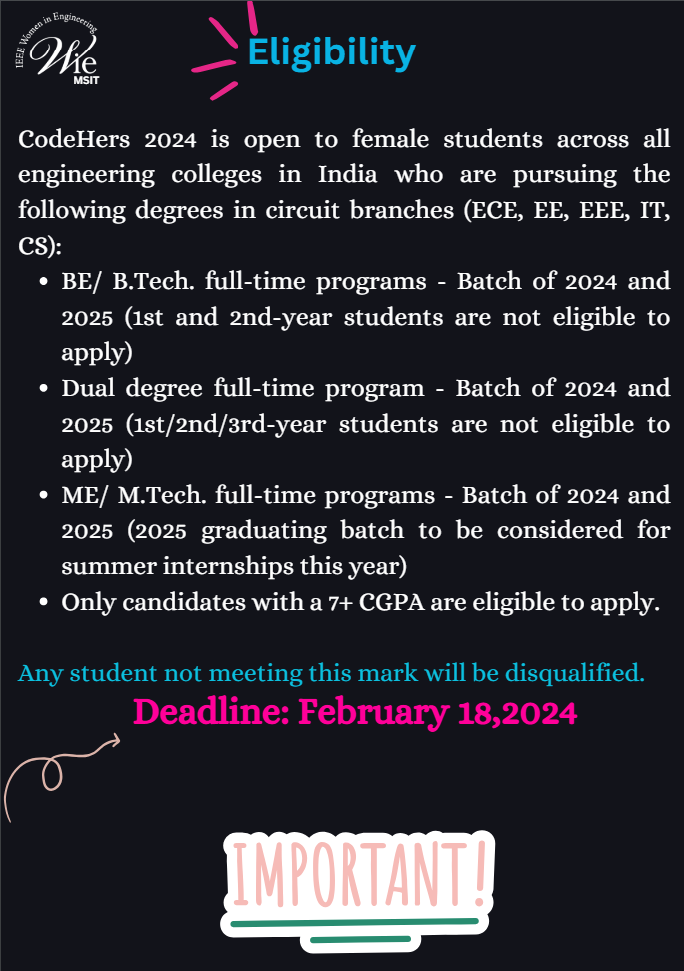 IEEE Women in Engineering
Wie
MSIT
Eligibility
CodeHers 2024 is open to female students across all
engineering colleges in India who are pursuing the
following degrees in circuit branches (ECE, EE, EEE, IT,
CS):
• BE/ B.Tech. full-time programs - Batch of 2024 and
2025 (1st and 2nd-year students are not eligible to
apply)
• Dual degree full-time program - Batch of 2024 and
2025 (1st/2nd/3rd-year students are not eligible to
apply)
• ME/ M.Tech. full-time programs - Batch of 2024 and
2025 (2025 graduating batch to be considered for
summer internships this year)
• Only candidates with a 7+ CGPA are eligible to apply.
Any student not meeting this mark will be disqualified.
Deadline: February 18,2024
IMPORTANT!